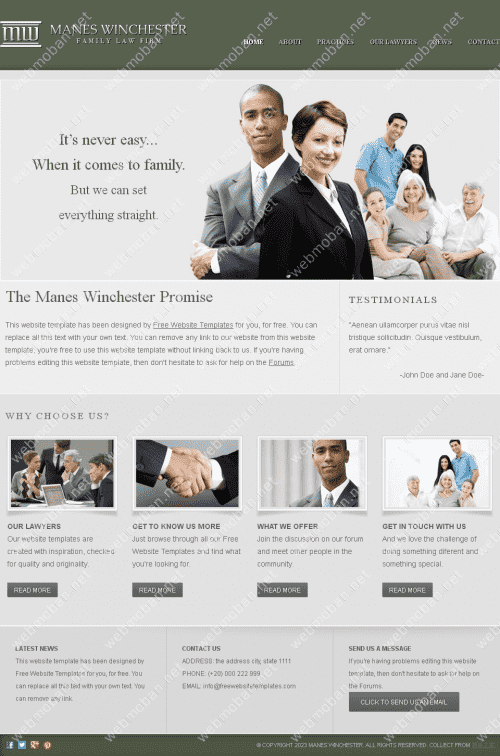 MW
MANES WINCHESTER
FAMILY LAW FIRM
HOME ABOUT PRACTICES OUR LAWYERS NEWS CONTACT
It's never easy...
When it comes to family.
But we can set
everything straight.
The Manes Winchester Promise
This website template has been designed by Free Website Templates for you, for free. You can
replace all this text with your own text. You can remove any link to our website from this website
template, you're free to use this website template without linking back to us. If you're having
problems editing this website template, then don't hesitate to ask for help on the Forums.
TESTIMONIALS
"Aenean ullamcorper purus vitae nisl
tristique sollicitudin. Quisque vestibulum,
erat ornare."
-John Doe and Jane Doe-
WHY CHOOSE US?
OUR LAWYERS
Our website templates are
created with inspiration, checked
for quality and originality.
READ MORE
GET TO KNOW US MORE
Just browse through all our Free
Website Templates and find what
you're looking for.
READ MORE
WHAT WE OFFER
Join the discussion on our forum
and meet other people in the
community.
READ MORE
GET IN TOUCH WITH US
And we love the challenge of
doing something diferent and
something special.
READ MORE
LATEST NEWS
This website template has been designed by
Free Website Templates for you, for free. You
can replace all this text with your own text. You
can remove any link.
CONTACT US
ADDRESS: the address city, state 1111
PHONE: (+20) 000 222 999
EMAIL: info@freewebsitetemplates.com
SEND US A MESSAGE
If you're having problems editing this website
template, then don't hesitate to ask for help on
the Forums.
CLICK TO SEND US AN EMAIL
© COPYRIGHT 2023 MANES WINCHESTER. ALL RIGHTS RESERVED. COLLECT FROM
webmoban.net